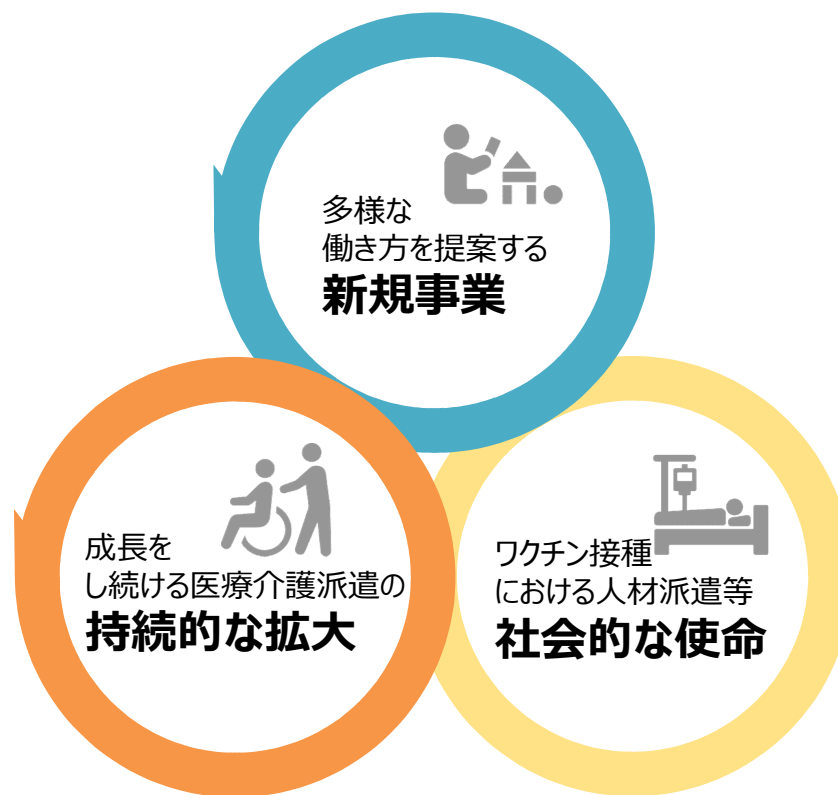 多様な
働き方を提案する
新規事業
成長を
し続ける医療介護派遣の
持続的な拡大
ワクチン接種
における人材派遣等
社会的な使命